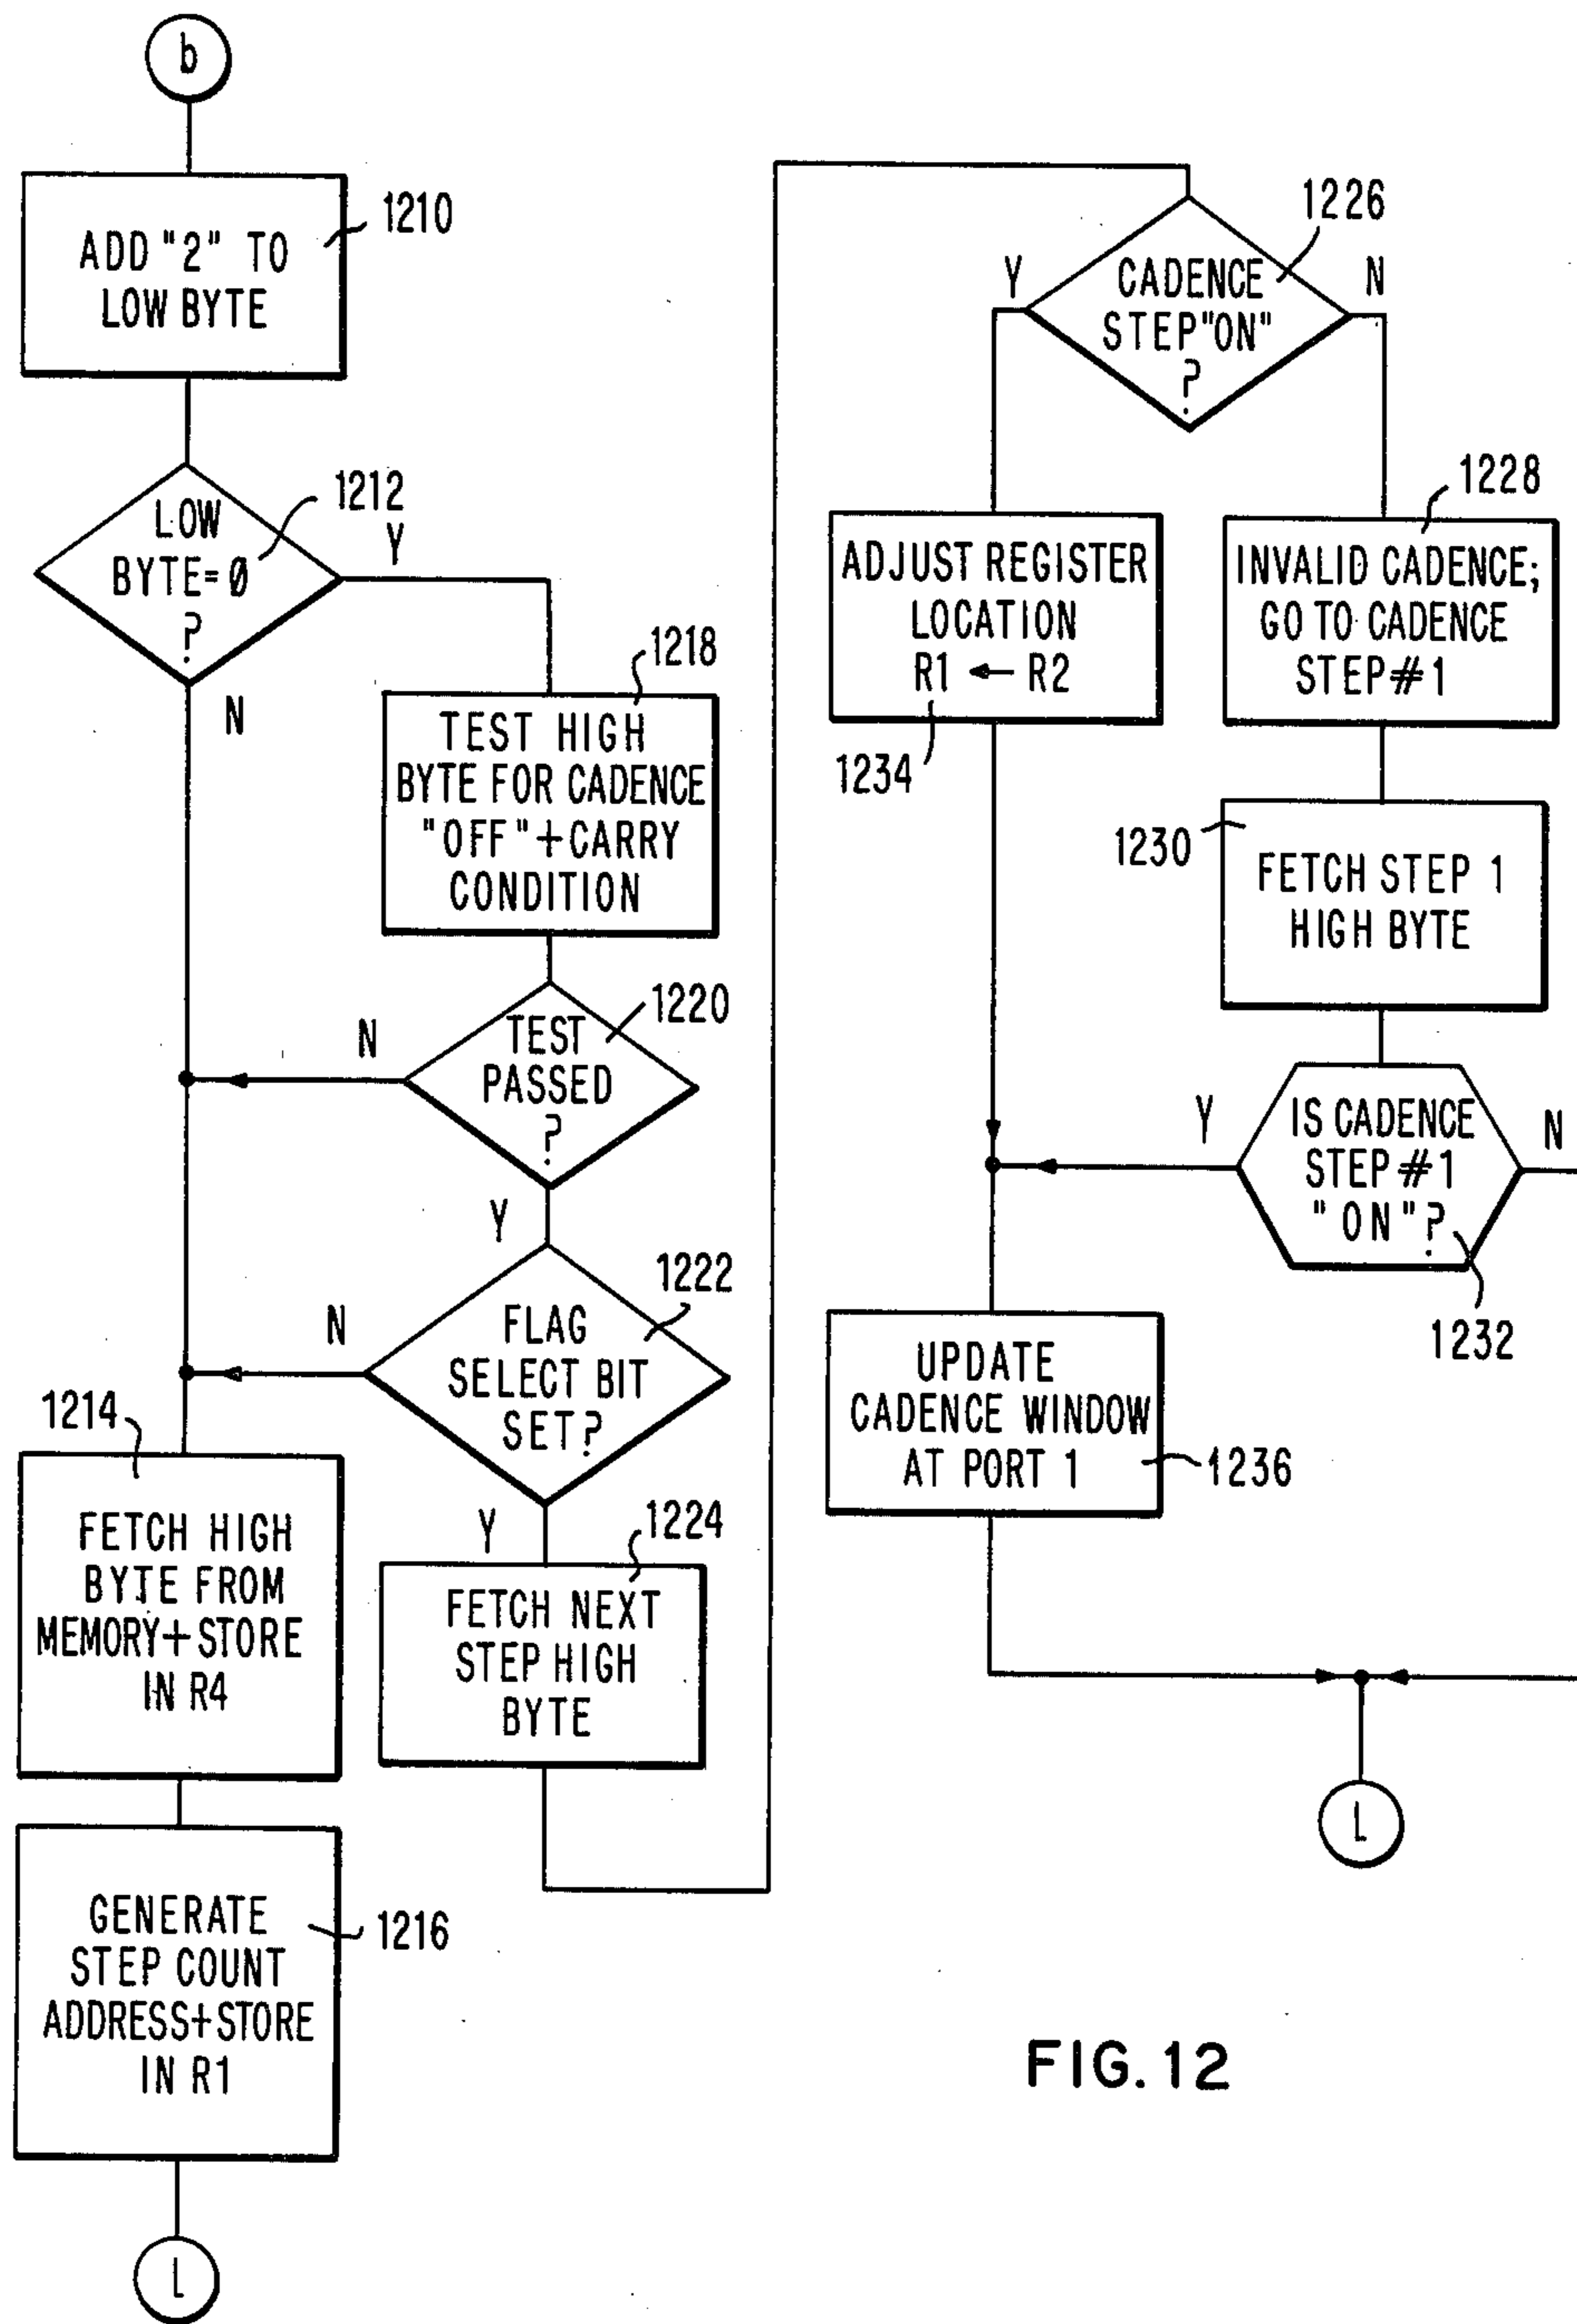 b
ADD "2" TO
LOW BYTE
1210
LOW
BYTE=Ø
?
1212
Y
N
TEST HIGH
BYTE FOR CADENCE
"OFF"+CARRY
CONDITION
1218
TEST
PASSED
?
1220
N
Y
FLAG
SELECT BIT
SET?
1222
N
Y
1214
FETCH HIGH
BYTE FROM
MEMORY+STORE
IN R4
1224
FETCH NEXT
STEP HIGH
BYTE
GENERATE
STEP COUNT
ADDRESS+STORE
IN R1
1216
L
CADENCE
STEP "ON"
?
1226
Y
N
ADJUST REGISTER
LOCATION
R1 ← R2
1234
1228
INVALID CADENCE;
GO TO CADENCE
STEP #1
1230
FETCH STEP 1
HIGH BYTE
IS CADENCE
STEP #1
"ON"?
Y
N
1232
UPDATE
CADENCE WINDOW
AT PORT 1
1236
L
FIG. 12